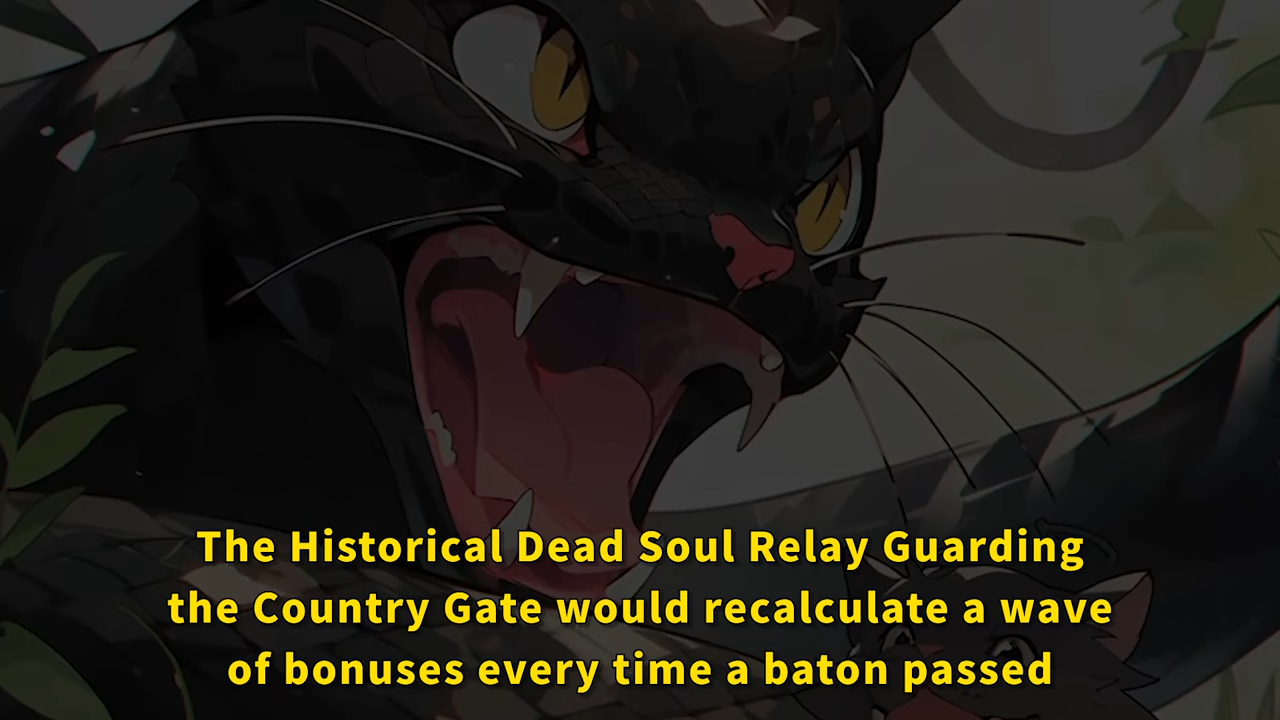 The Historical Dead Soul Relay Guarding
the Country Gate would recalculate a wave
of bonuses every time a baton passed